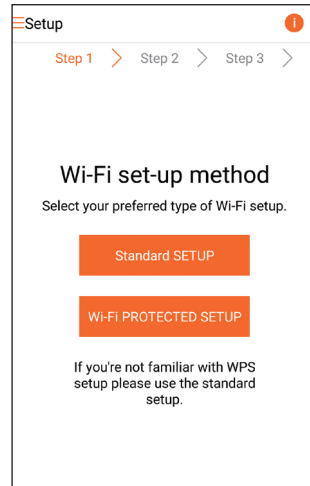 Setup
i
Step 1 Step 2 Step 3
Wi-Fi set-up method
Select your preferred type of Wi-Fi setup.
Standard SETUP
Wi-Fi PROTECTED SETUP
If you're not familiar with WPS
setup please use the standard
setup.